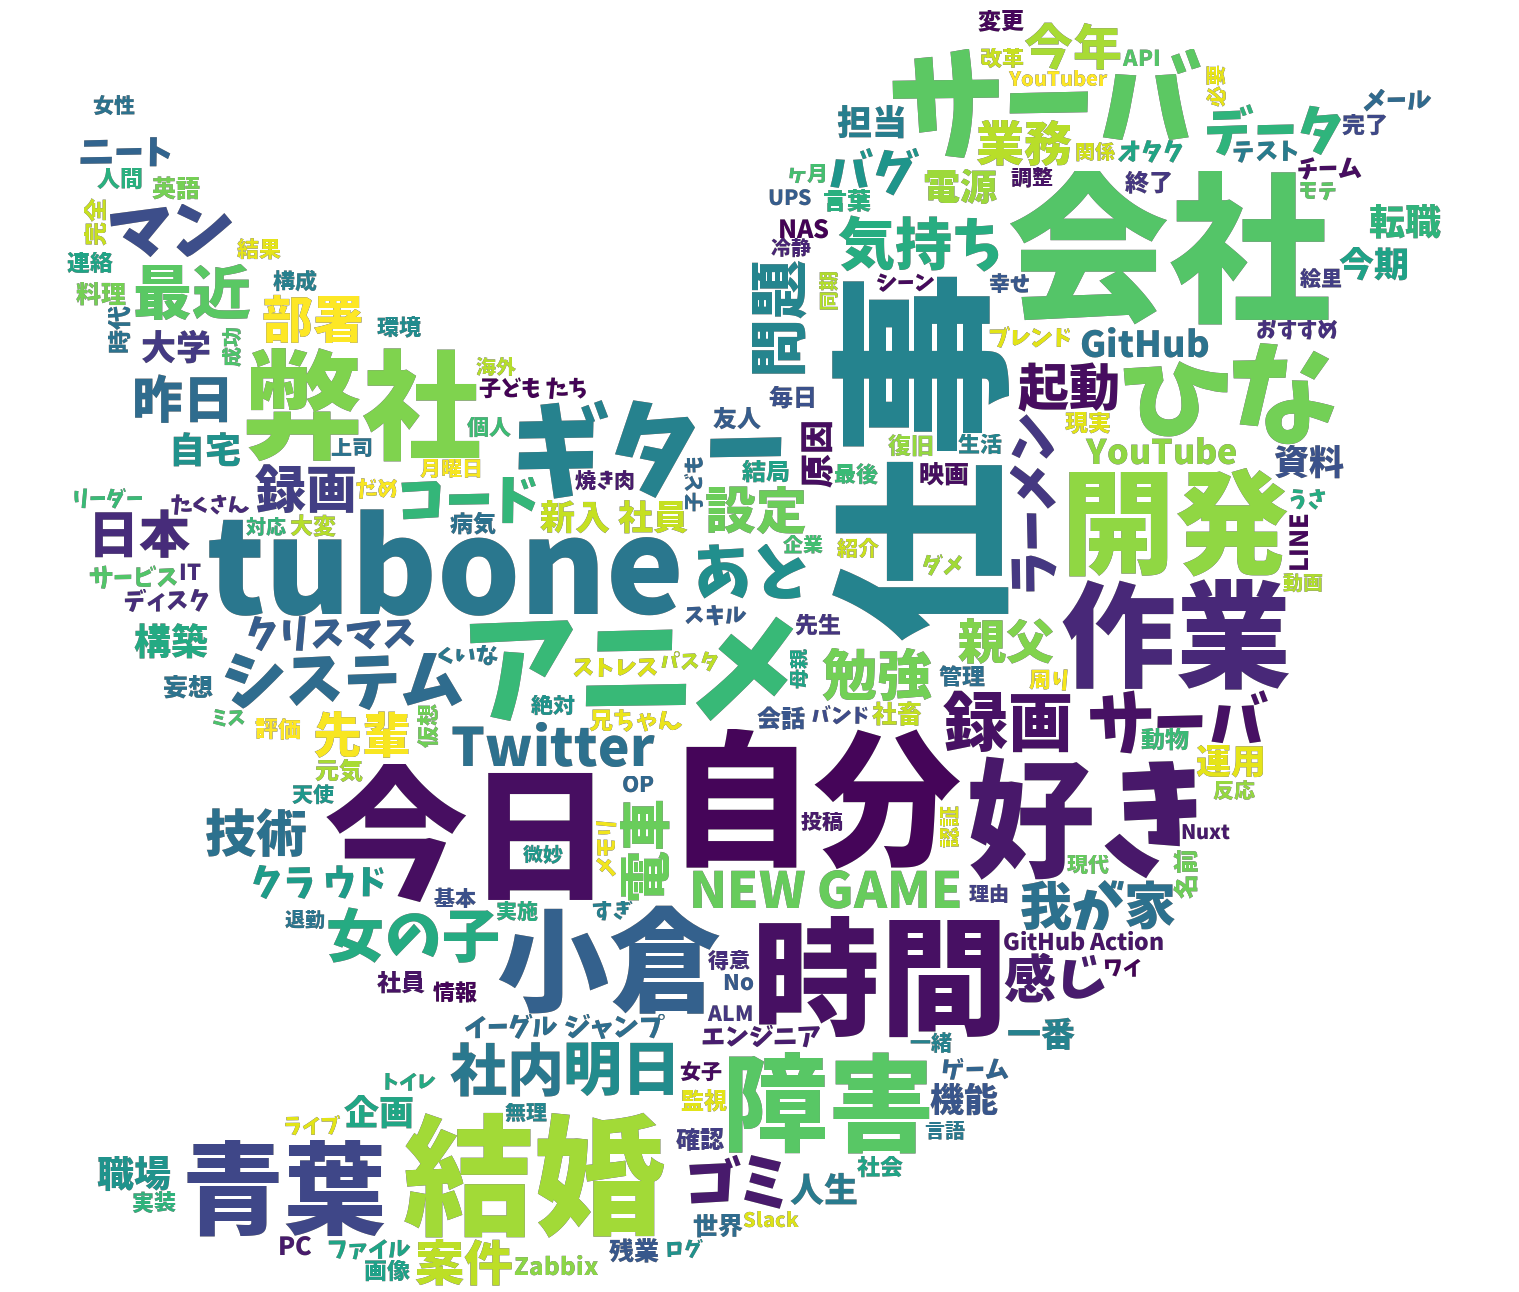 変更
今年
改革
API
サーバ
YouTuber
必要
メール
女性
担当
データ
完了
業務
関係
オタク
テスト
ニート
バグ
チーム
人間
英語
ケ月
電源
調整
終了
モテ
UPS
言葉
会社
完全
マン
NAS
気持ち
転職
結果
冷静
連絡
最近
構成
問題
同期
シーン
幸せ
絵里
今期
料理
部署
仕事
時代
大学
成功
環境
ブレンド
GitHub
おすすめ
弊社
海外
起動
ひな
昨日
子ども たち
毎日
ギター
友人
現実
個人
原因
復旧
生活
ラーメン
YouTube
自宅
上司
月曜日
結局
最後
映画
資料
録画
だめ
コード
焼き肉
子ども
設定
開発
リーダー
たくさん
うさ
日本
対応
大変
病気
新入 社員
LINE
tubone
あと
企業
紹介
ダメ
サービス
IT
動画
ディスク
スキル
作業
構築
クリスマス
アニメ
先生
親父
システム
くいな
ストレス
パスタ
母親
勉強
管理
周り
妄想
絶対
録画 サーバ
ミス
評価
先輩
仮想
兄ちゃん
会話
バンド
社畜
Twitter
動物
元気
自分
運用
今日
OP
好き
天使
反応
技術
電車
メモリ
投稿
認証
Nuxt
微妙
現代
名前
クラ ウド
NEW GAME
基本
理由
我が家
退勤
女の子
実施
すぎ
小倉
時間
GitHub Action
得意
感じ
ワイ
社員
情報
No
ALM
イーグル ジャンプ
エンジニア
一番
社内
明日
一緒
障害
女子
ゲーム
トイレ
監視
機能
企画
無理
ライブ
結婚
言語
青葉
確認
職場
ゴミ
社会
実装
人生
世界
Slack
PC
ファイル
案件
残業
ログ
画像
Zabbix